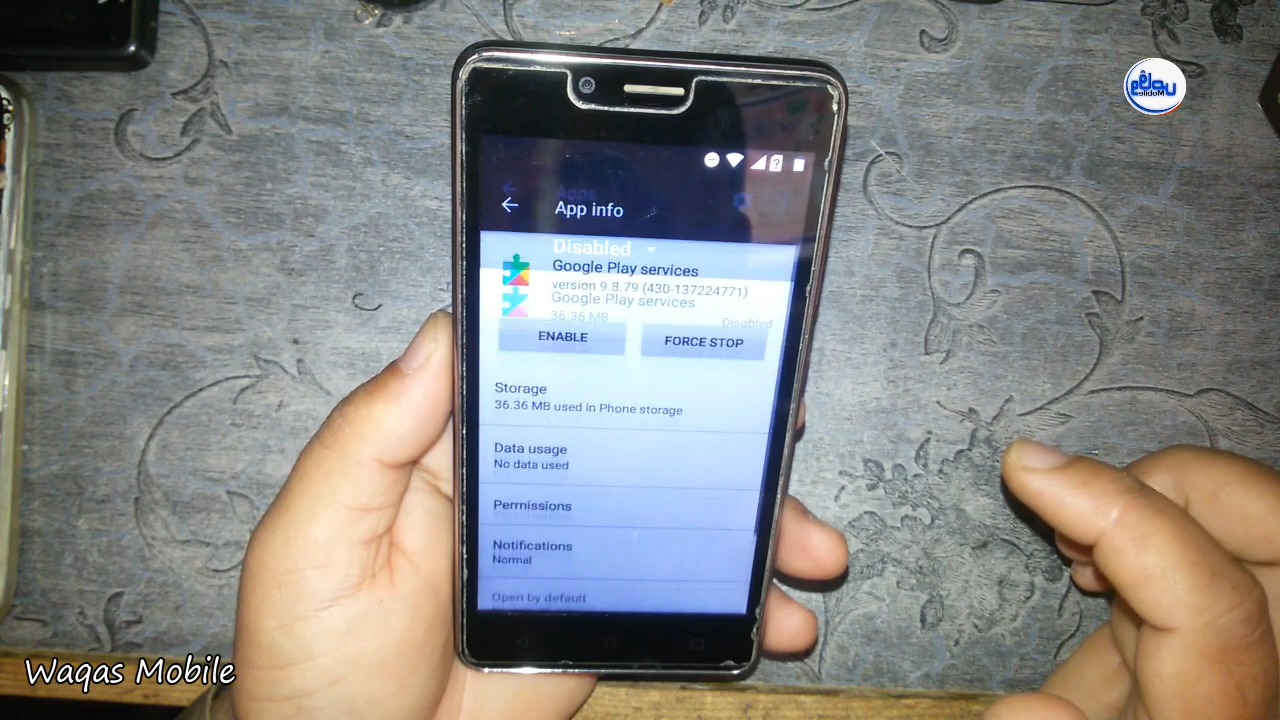 Apps
App info
Disabled
Google Play services
version 9.8.79 (430-137224771)
Google Play services
36.36 MB
Disabled
ENABLE
FORCE STOP
Storage
36.36 MB used in Phone storage
Data usage
No data used
Permissions
Notifications
Normal
Open by default
Waqas Mobile